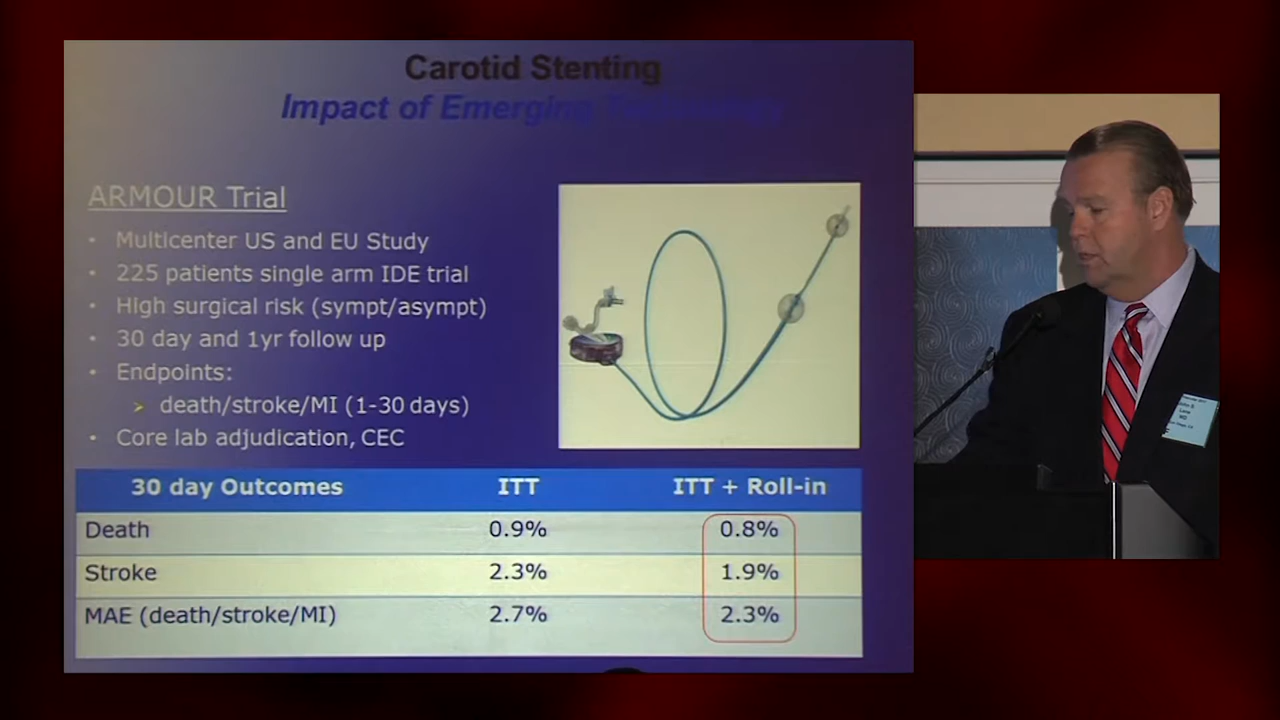 Carotid Stenting
Impact of Emerging Technology
ARMOUR Trial
• Multicenter US and EU Study
• 225 patients single arm IDE trial
• High surgical risk (sympt/asympt)
• 30 day and 1yr follow up
• Endpoints:
➢ death/stroke/MI (1-30 days)
• Core lab adjudication, CEC
30 day Outcomes ITT ITT + Roll-in
Death 0.9% 0.8%
Stroke 2.3% 1.9%
MAE (death/stroke/MI) 2.7% 2.3%
Lane
MD